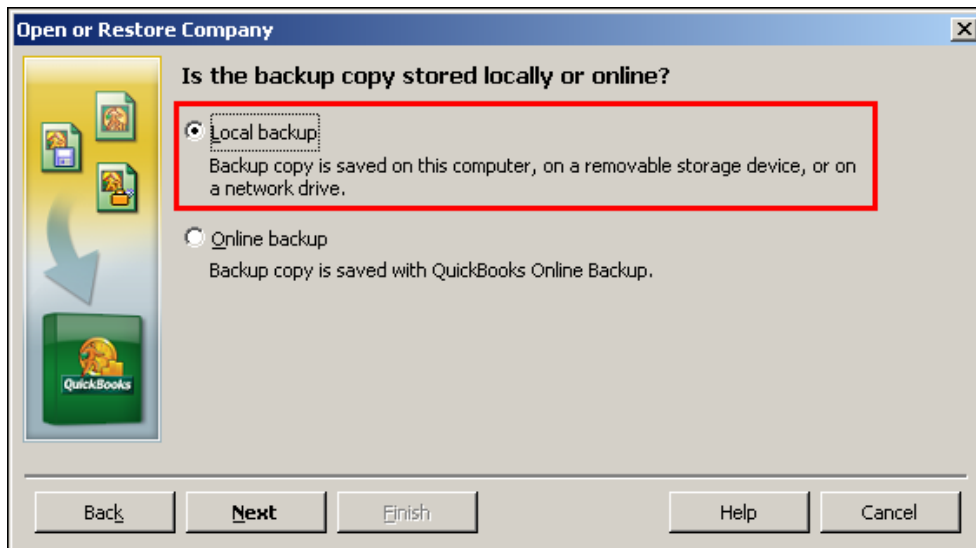 Open or Restore Company
Is the backup copy stored locally or online?
Local backup
Backup copy is saved on this computer, on a removable storage device, or on
a network drive.
Online backup
Backup copy is saved with QuickBooks Online Backup.
QuickBooks
Back
Next
Finish
Help
Cancel